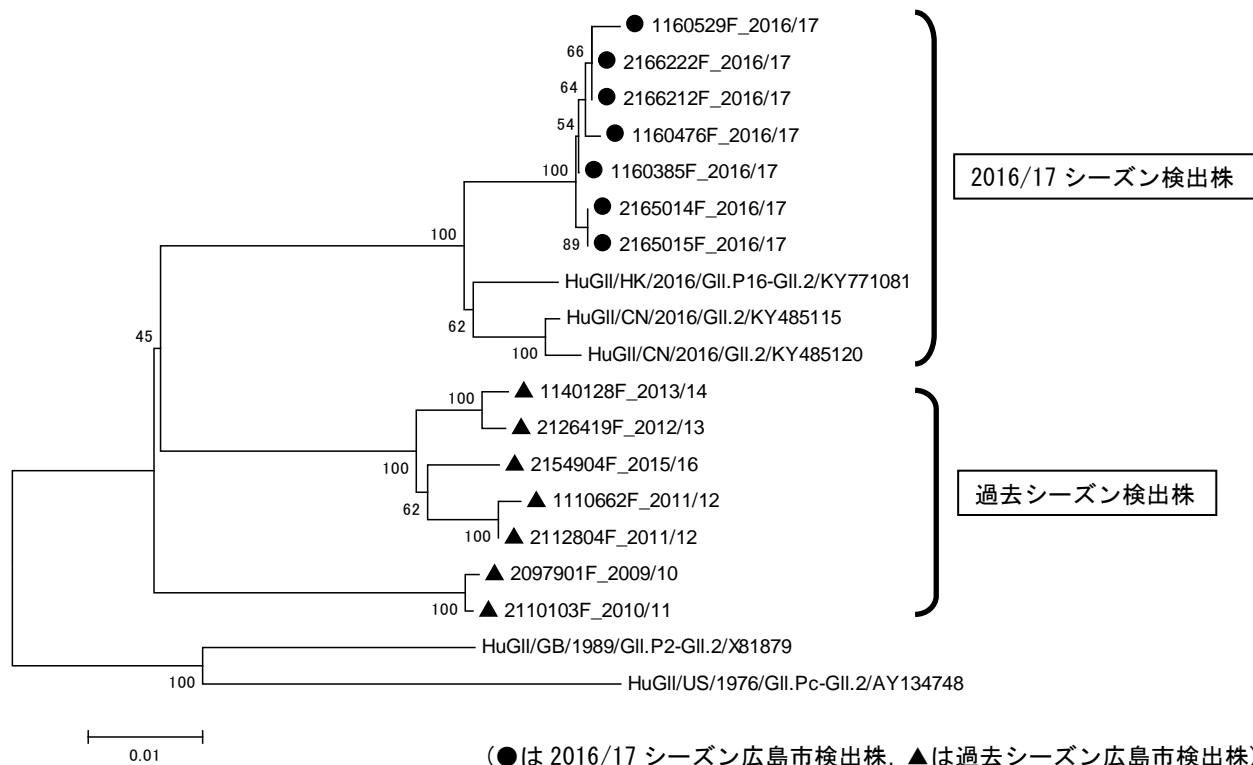 1160529F_2016/17
66
2166222F_2016/17
64
2166212F_2016/17
54
1160476F_2016/17
100
1160385F_2016/17
2016/17 シーズン検出株
2165014F_2016/17
89
2165015F_2016/17
100
HuGII/HK/2016/GII.P16-GII.2/KY771081
62
HuGII/CN/2016/GII.2/KY485115
45
100
HuGII/CN/2016/GII.2/KY485120
100
1140128F_2013/14
2126419F_2012/13
100
2154904F_2015/16
過去シーズン検出株
62
1110662F_2011/12
100
2112804F_2011/12
2097901F_2009/10
100
2110103F_2010/11
HuGII/GB/1989/GII.P2-GII.2/X81879
100
HuGII/US/1976/GII.Pc-GII.2/AY134748
0.01
(●は 2016/17 シーズン広島市検出株, ▲は過去シーズン広島市検出株)